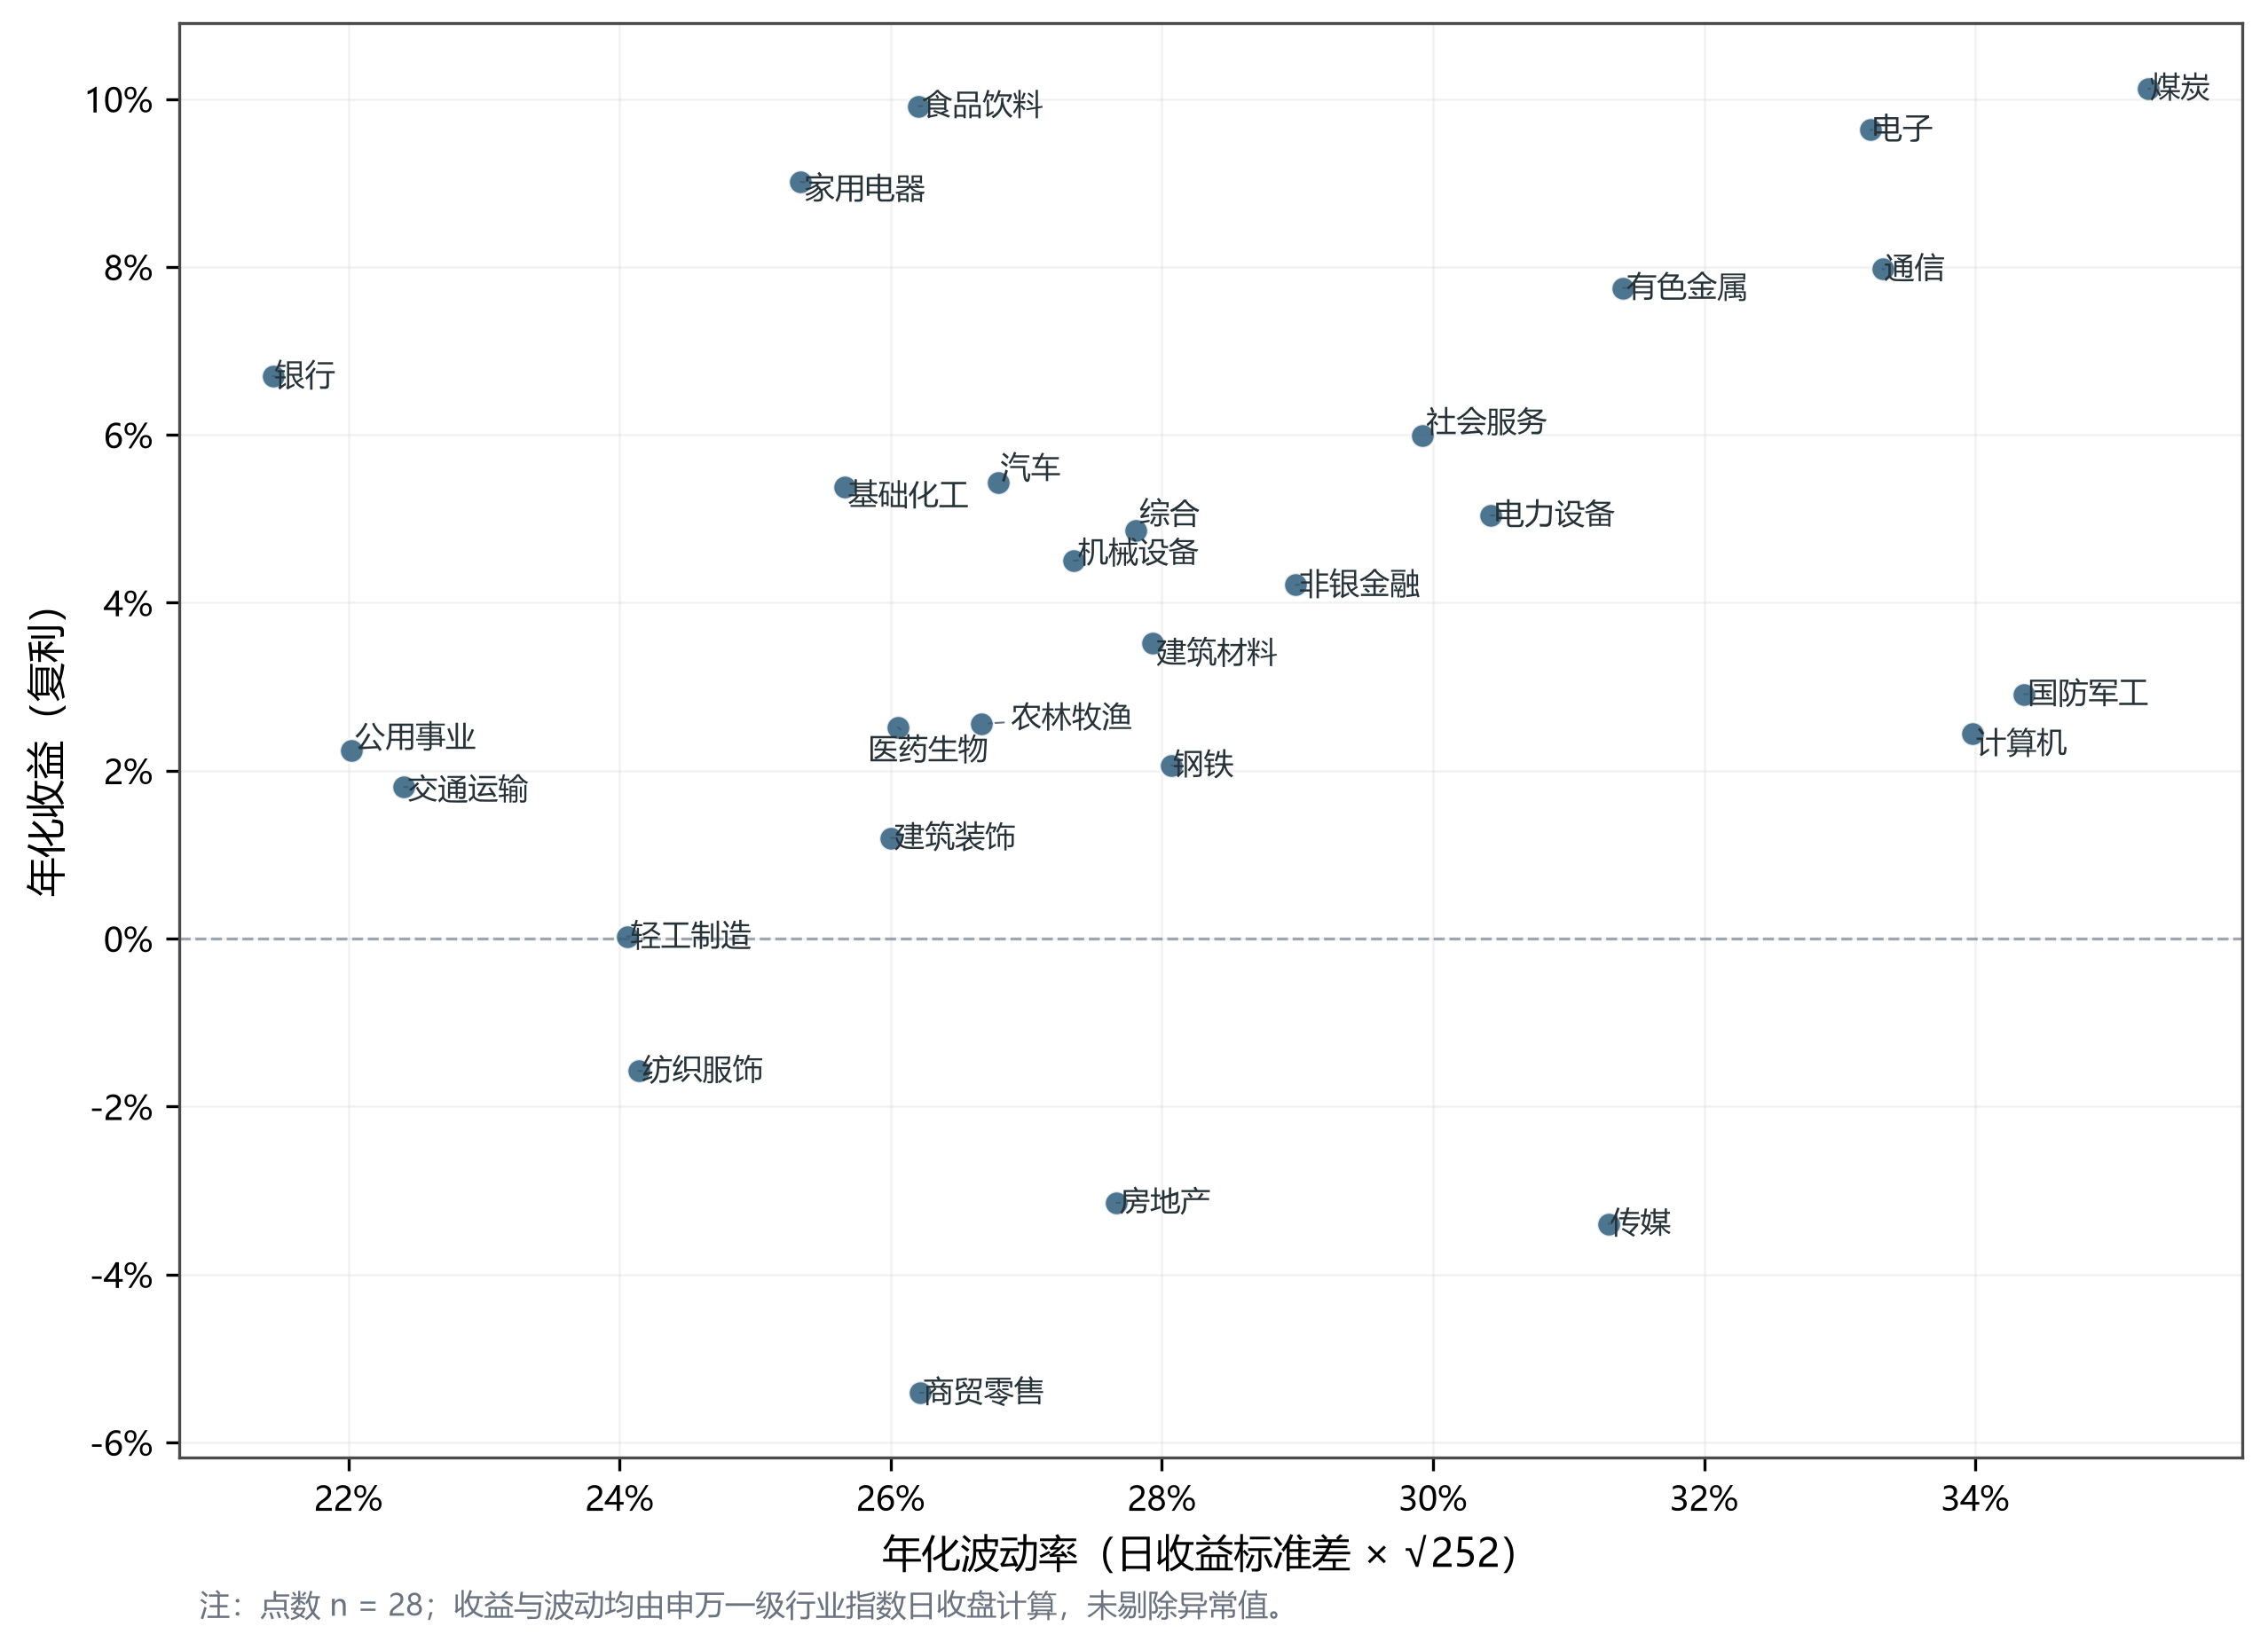 10%
8%
6%
4%
2%
0%
-2%
-4%
-6%
年化收益（复利）
煤炭
食品饮料
电子
家用电器
通信
有色金属
银行
社会服务
汽车
基础化工
综合
电力设备
机械设备
非银金融
建筑材料
国防军工
农林牧渔
公用事业
医药生物
计算机
钢铁
交通运输
建筑装饰
轻工制造
纺织服饰
房地产
传媒
商贸零售
22%
24%
26%
28%
30%
32%
34%
年化波动率（日收益标准差 × √252）
注：点数 n = 28；收益与波动均由申万一级行业指数日收盘计算，未剔除异常值。